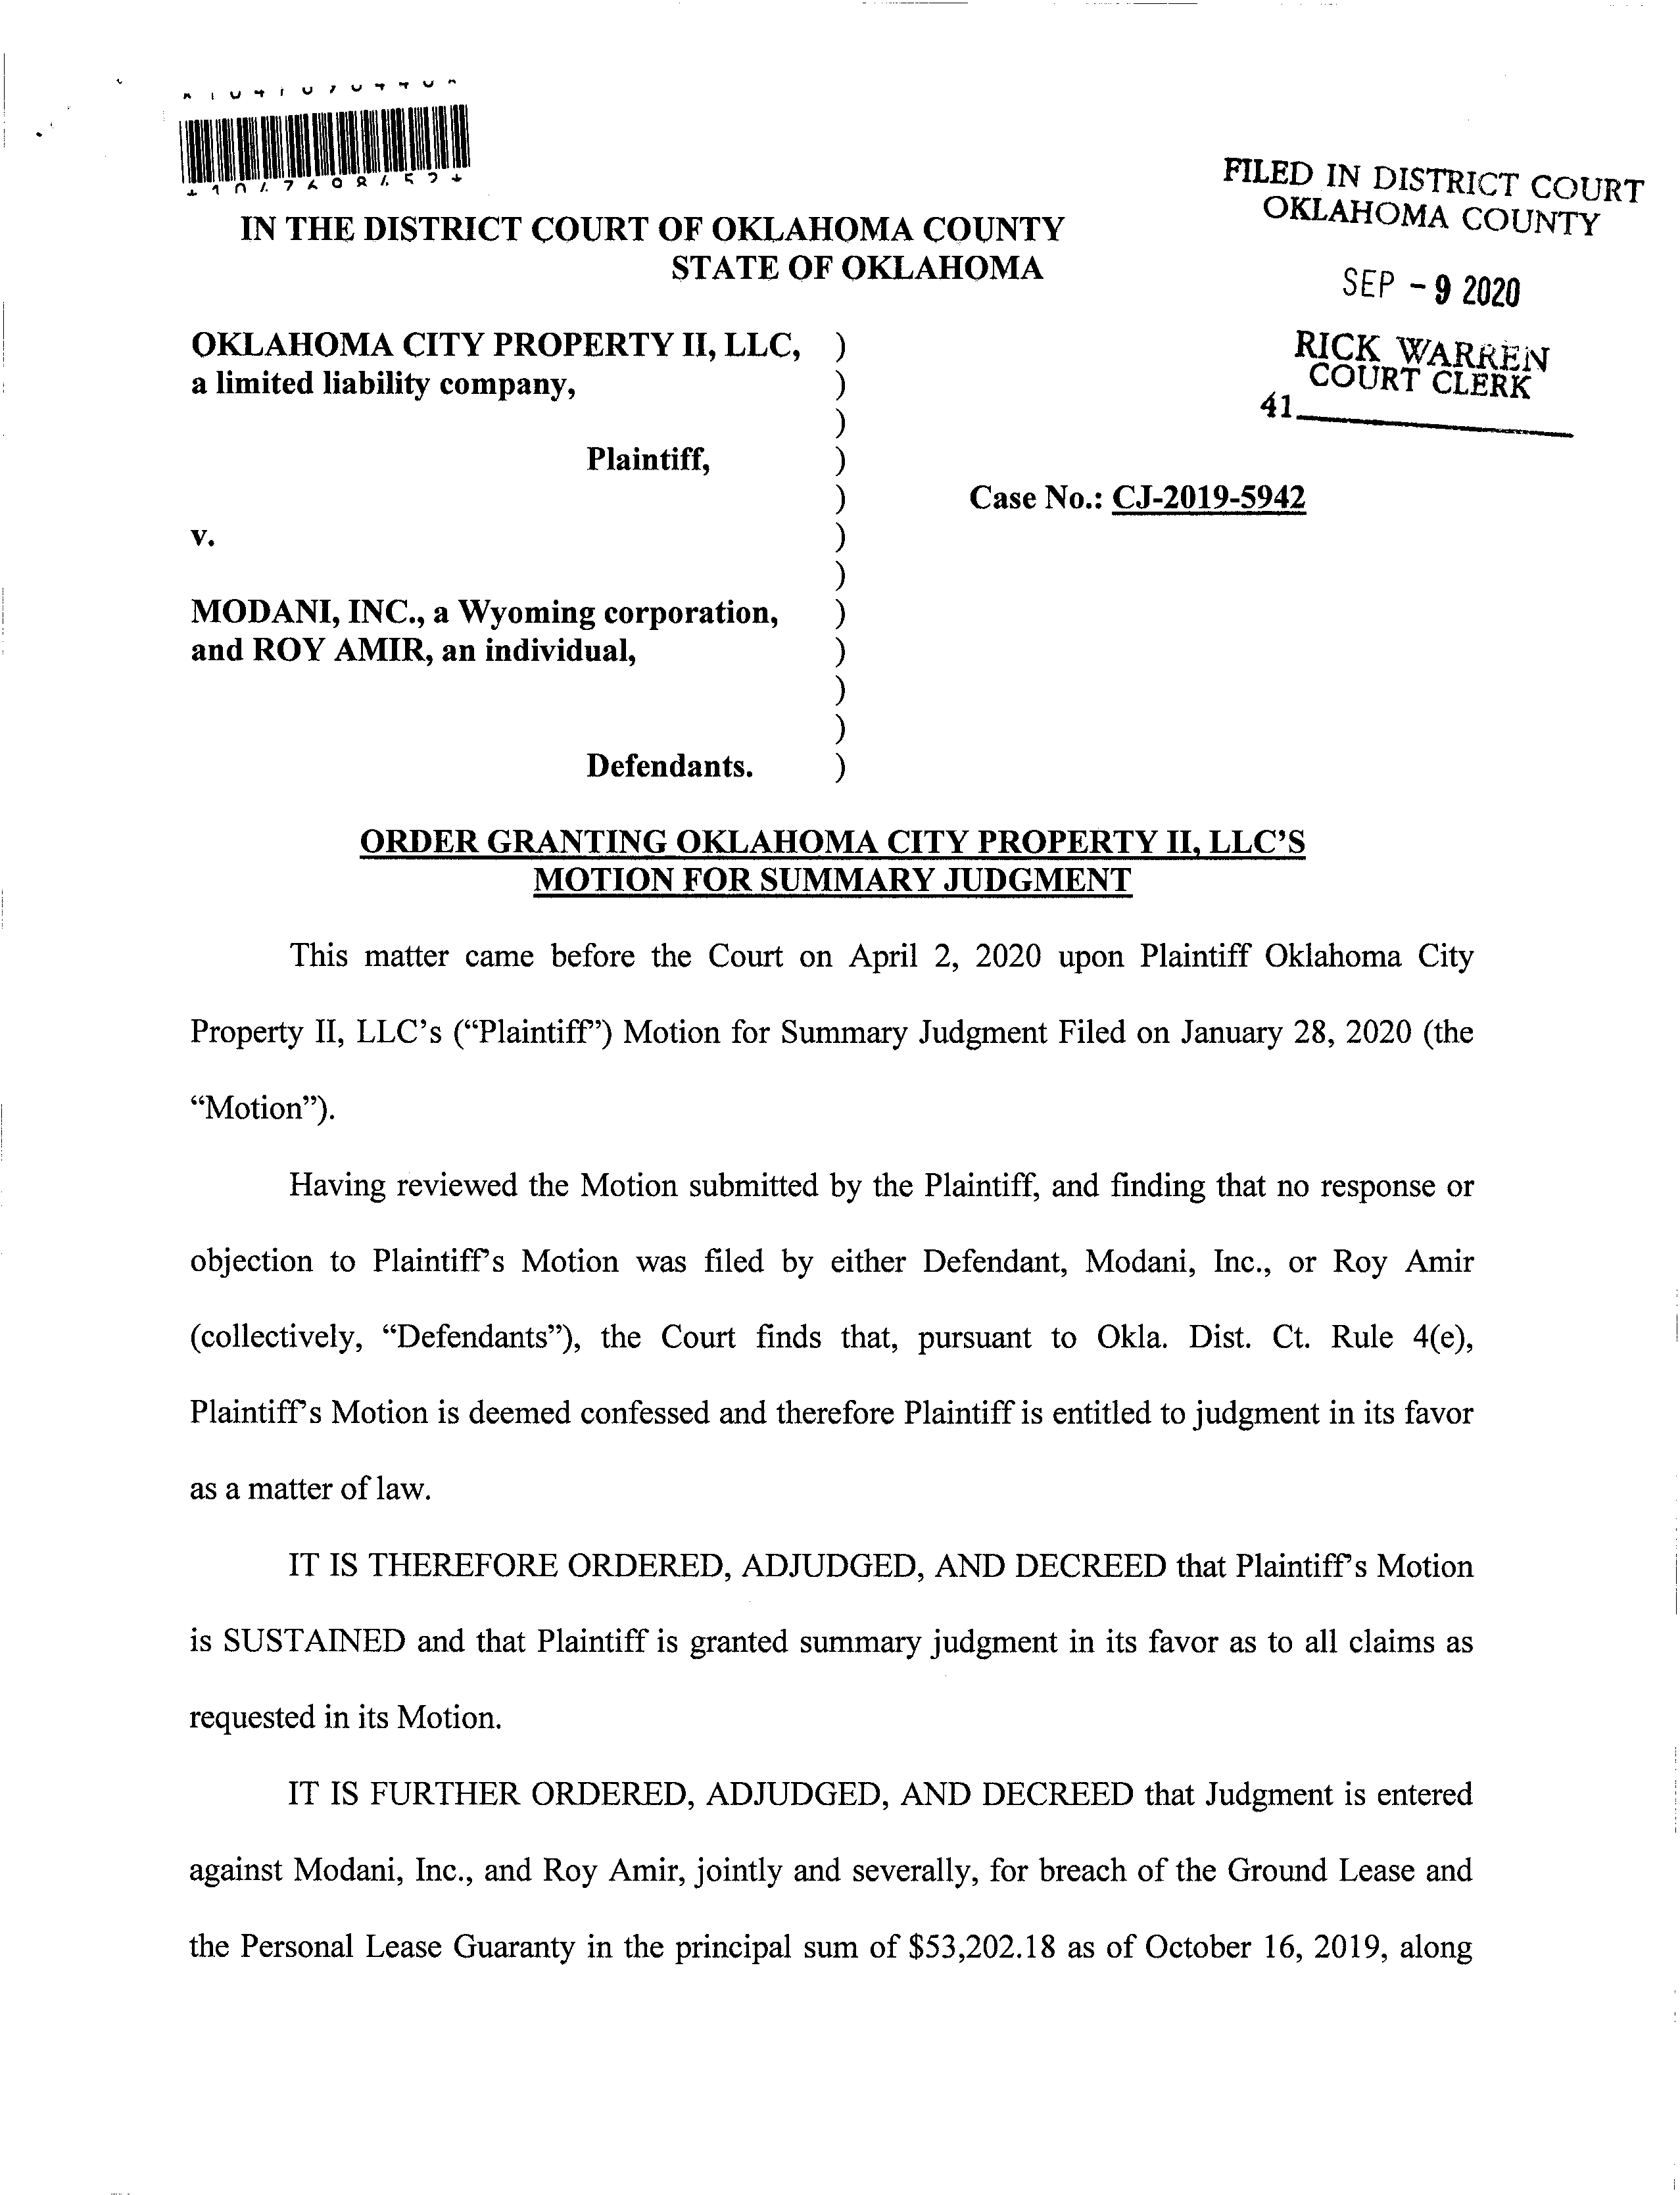 IN THE DISTRICT COURT OF OKLAHOMA COUNTY
STATE OF OKLAHOMA
FILED IN DISTRICT COURT
OKLAHOMA COUNTY
SEP - 9 2020
RICK WARREN
COURT CLERK
41
OKLAHOMA CITY PROPERTY II, LLC, )
a limited liability company, )
)
Plaintiff, )
) Case No.: CJ-2019-5942
v. )
)
MODANI, INC., a Wyoming corporation, )
and ROY AMIR, an individual, )
)
)
Defendants. )
ORDER GRANTING OKLAHOMA CITY PROPERTY II, LLC’S
MOTION FOR SUMMARY JUDGMENT
This matter came before the Court on April 2, 2020 upon Plaintiff Oklahoma City
Property II, LLC’s (“Plaintiff”) Motion for Summary Judgment Filed on January 28, 2020 (the
“Motion”).
Having reviewed the Motion submitted by the Plaintiff, and finding that no response or
objection to Plaintiff’s Motion was filed by either Defendant, Modani, Inc., or Roy Amir
(collectively, “Defendants”), the Court finds that, pursuant to Okla. Dist. Ct. Rule 4(e),
Plaintiff’s Motion is deemed confessed and therefore Plaintiff is entitled to judgment in its favor
as a matter of law.
IT IS THEREFORE ORDERED, ADJUDGED, AND DECREED that Plaintiff’s Motion
is SUSTAINED and that Plaintiff is granted summary judgment in its favor as to all claims as
requested in its Motion.
IT IS FURTHER ORDERED, ADJUDGED, AND DECREED that Judgment is entered
against Modani, Inc., and Roy Amir, jointly and severally, for breach of the Ground Lease and
the Personal Lease Guaranty in the principal sum of $53,202.18 as of October 16, 2019, along